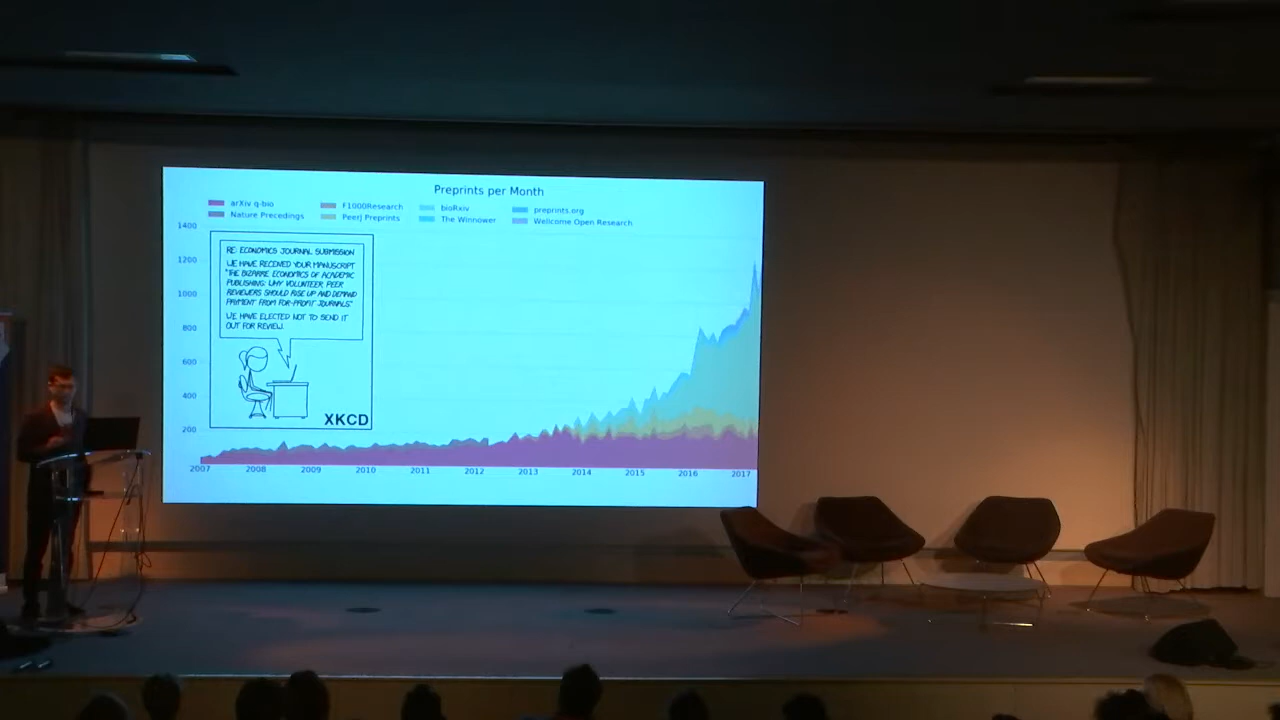 Preprints per Month
arXiv q-bio F1000Research bioRxiv preprints.org
Nature Precedings PeerJ Preprints The Winnower Wellcome Open Research
1400
1200
1000
800
600
400
200
RE: ECONOMICS JOURNAL SUBMISSION
WE HAVE RECEIVED YOUR MANUSCRIPT
"THE BIZARRE ECONOMICS OF ACADEMIC
PUBLISHING: WHY VOLUNTEER PEER
REVIEWERS SHOULD RISE UP AND DEMAND
PAYMENT FROM FOR-PROFIT JOURNALS."
WE HAVE ELECTED NOT TO SEND IT
OUT FOR REVIEW.
XKCD
2007 2008 2009 2010 2011 2012 2013 2014 2015 2016 2017